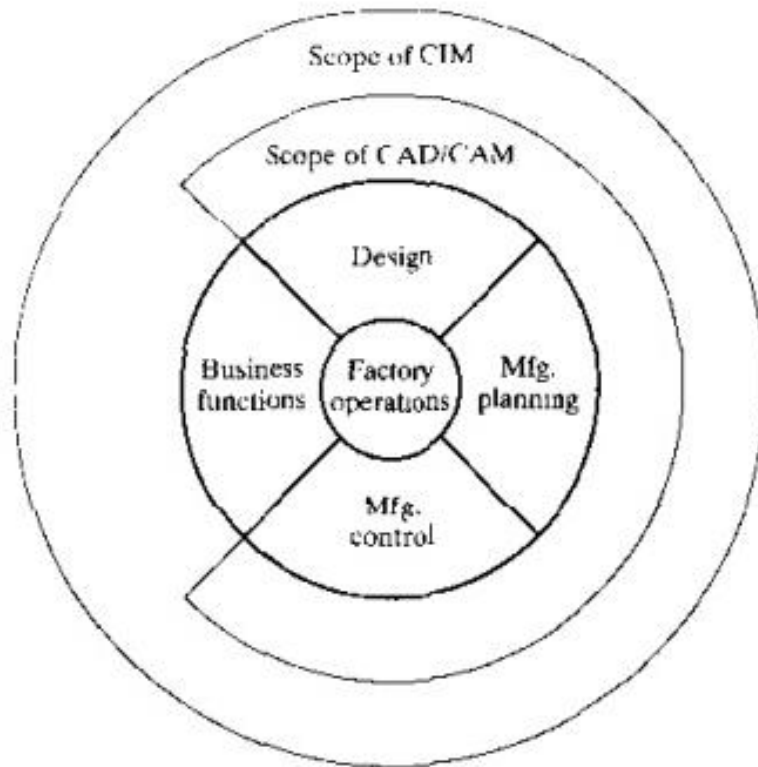 Scope of CIM
Scope of CAD/CAM
Design
Business
functions
Factory
operations
Mfg.
planning
Mfg.
control